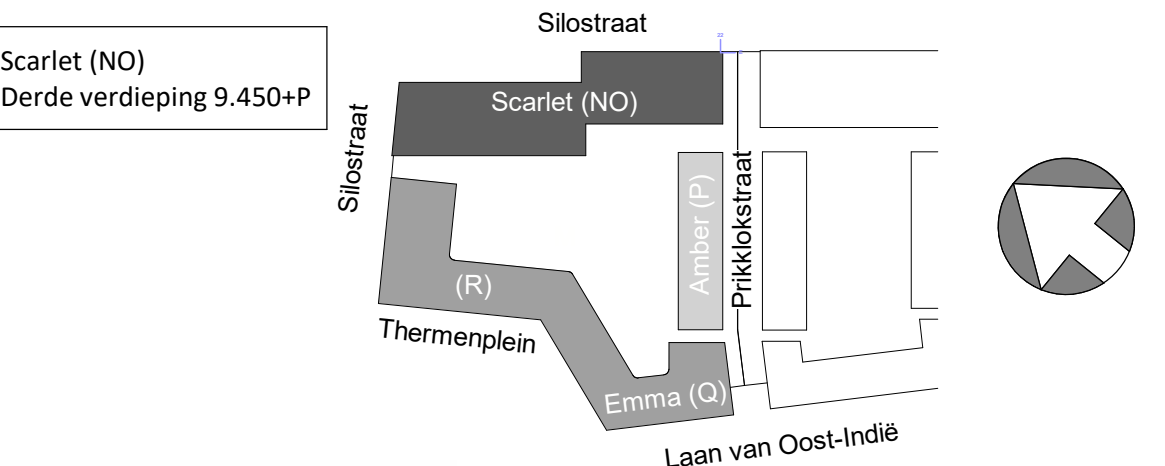 Silostraat
Scarlet (NO)
Derde verdieping 9.450+P
Scarlet (NO)
Silostraat
Amber (P)
Prikklokstraat
(R)
Thermenplein
Emma (Q)
Laan van Oost-Indië